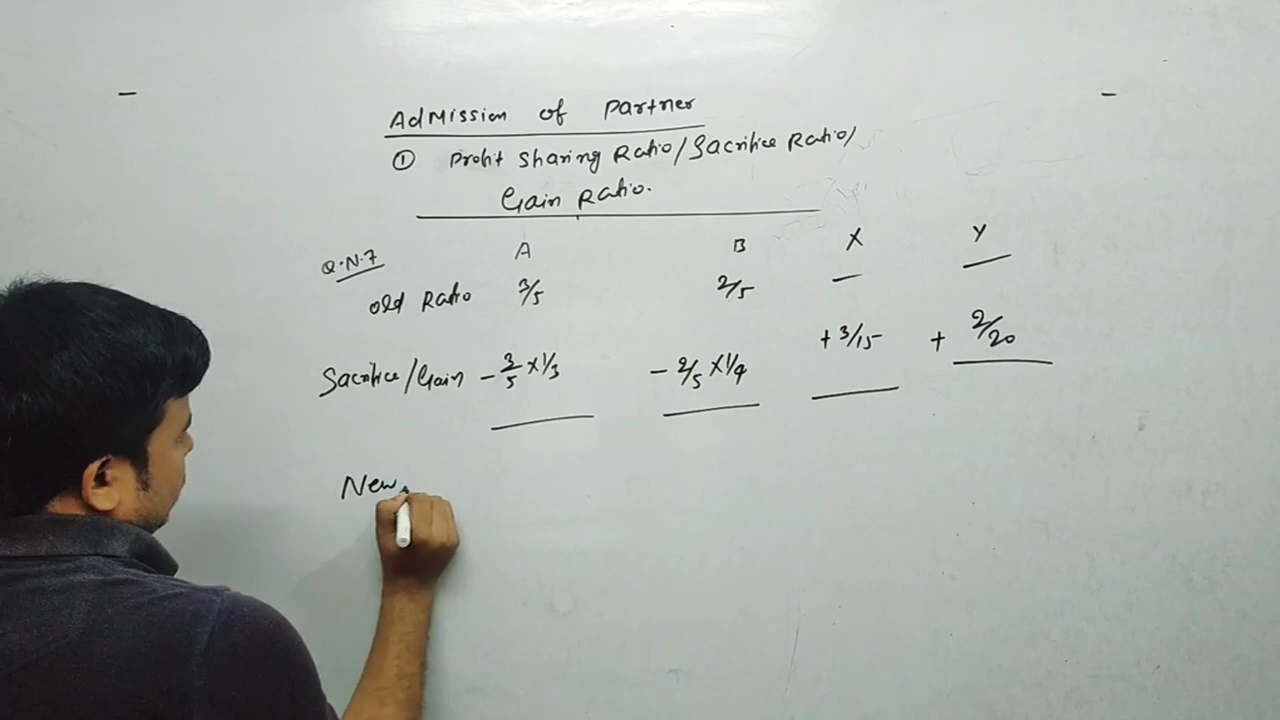 Admission of Partner
① Profit Sharing Ratio/Sacrifice Ratio/
Gain Ratio.
Q.N.7 A B X Y
Old Ratio 3/5 2/5 — —
Sacrifice/Gain - 3/5 x 1/3 - 2/5 x 1/4 + 3/15 + 2/20
New